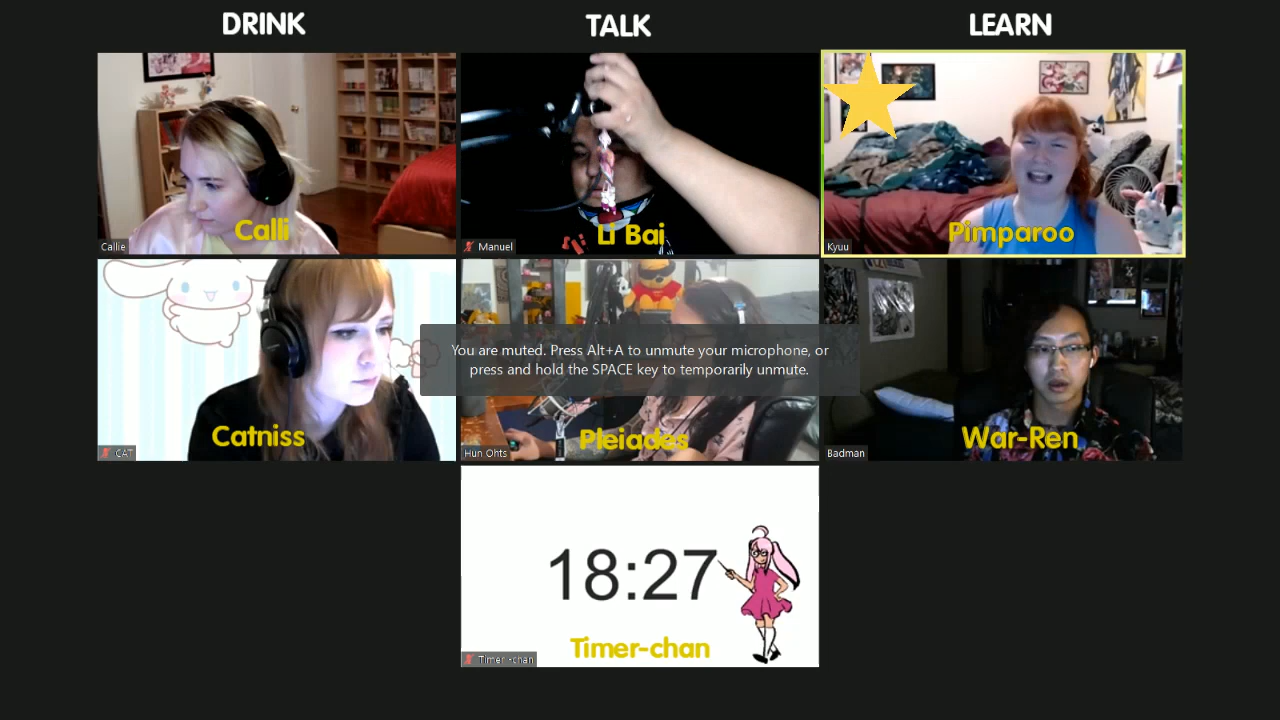 DRINK
TALK
LEARN
Calli
Callie
Li Bai
Manuel
Pimparoo
Kyuu
You are muted. Press Alt+A to unmute your microphone, or
press and hold the SPACE key to temporarily unmute.
Catniss
CAT
Pleiades
Hun Ohts
War-Ren
Badman
18:27
Timer-chan
Timer -chan